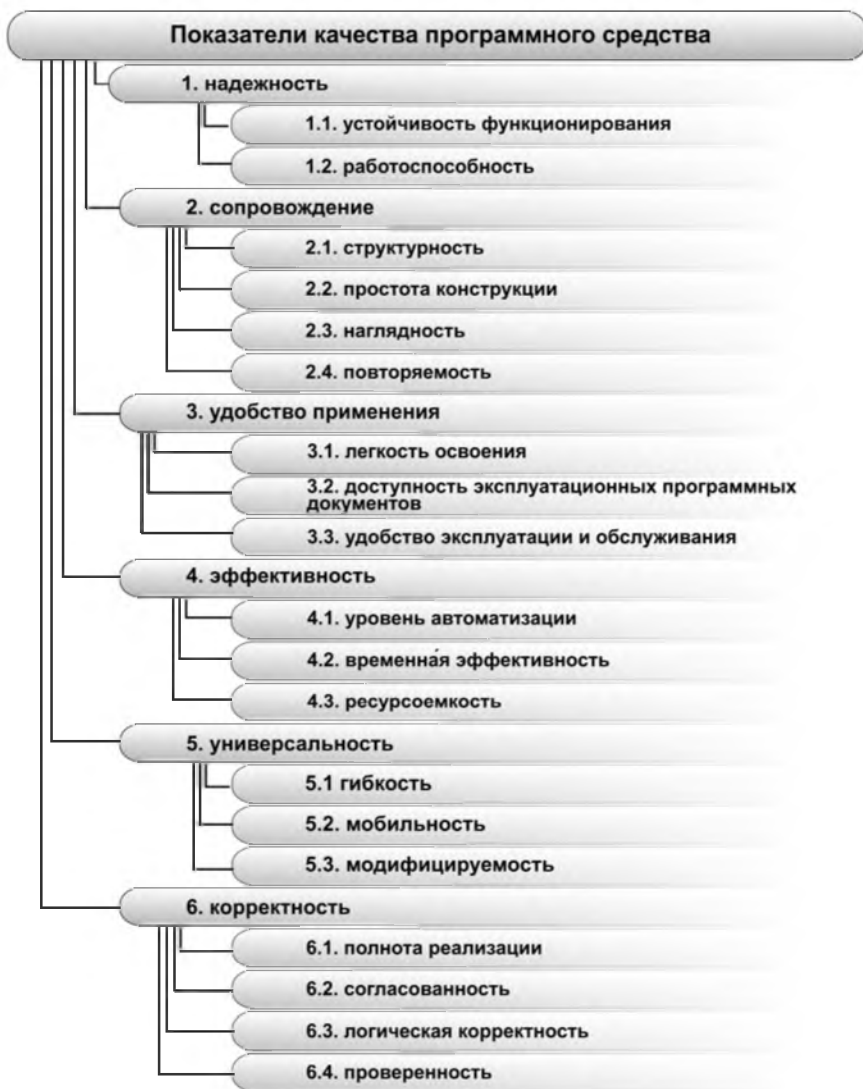 Показатели качества программного средства
1. надежность
1.1. устойчивость функционирования
1.2. работоспособность
2. сопровождение
2.1. структурность
2.2. простота конструкции
2.3. наглядность
2.4. повторяемость
3. удобство применения
3.1. легкость освоения
3.2. доступность эксплуатационных программных
документов
3.3. удобство эксплуатации и обслуживания
4. эффективность
4.1. уровень автоматизации
4.2. временна́я эффективность
4.3. ресурсоемкость
5. универсальность
5.1 гибкость
5.2. мобильность
5.3. модифицируемость
6. корректность
6.1. полнота реализации
6.2. согласованность
6.3. логическая корректность
6.4. проверенность